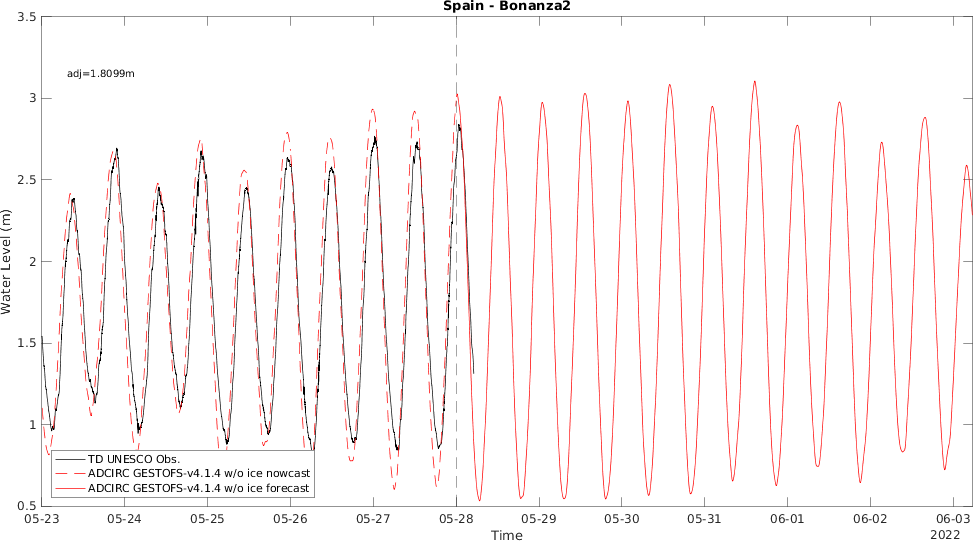 Spain - Bonanza2
3.5
3
2.5
2
1.5
1
0.5
Water Level (m)
adj=1.8099m
TD UNESCO Obs.
ADCIRC GESTOFS-v4.1.4 w/o ice nowcast
ADCIRC GESTOFS-v4.1.4 w/o ice forecast
05-23 05-24 05-25 05-26 05-27 05-28 05-29 05-30 05-31 06-01 06-02 06-03
Time
2022